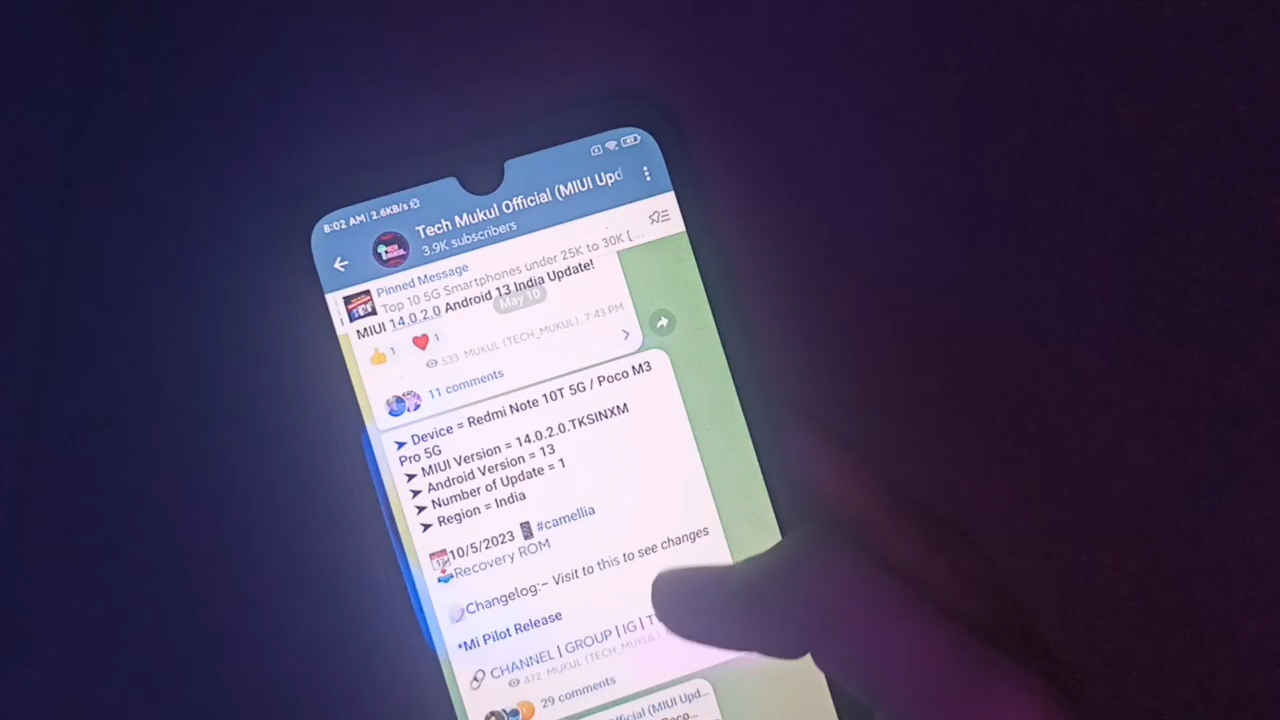 8:02 AM | 2.6KB/s
Tech Mukul Official (MIUI Upd
3.9K subscribers
Pinned Message
Top 10 5G Smartphones under 25K to 30K [...
MIUI 14.0.2.0 Android 13 India Update!
May 10
👍 1 ❤️ 1
533 MUKUL (TECH_MUKUL), 7:43 PM
11 comments
➤ Device = Redmi Note 10T 5G / Poco M3
Pro 5G
➤ MIUI Version = 14.0.2.0.TKSINXM
➤ Android Version = 13
➤ Number of Update = 1
➤ Region = India
10/5/2023 📱 #camellia
Recovery ROM
Changelog:- Visit to this to see changes
*Mi Pilot Release
🔗 CHANNEL | GROUP | IG | T
472 MUKUL (TECH_MUKUL)
29 comments
fficial (MIUI Upd...